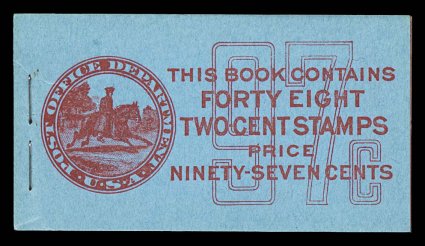 POST OFFICE DEPARTMENT
U.S.A.
97c
THIS BOOK CONTAINS
FORTY EIGHT
TWO CENT STAMPS
PRICE
NINETY-SEVEN CENTS